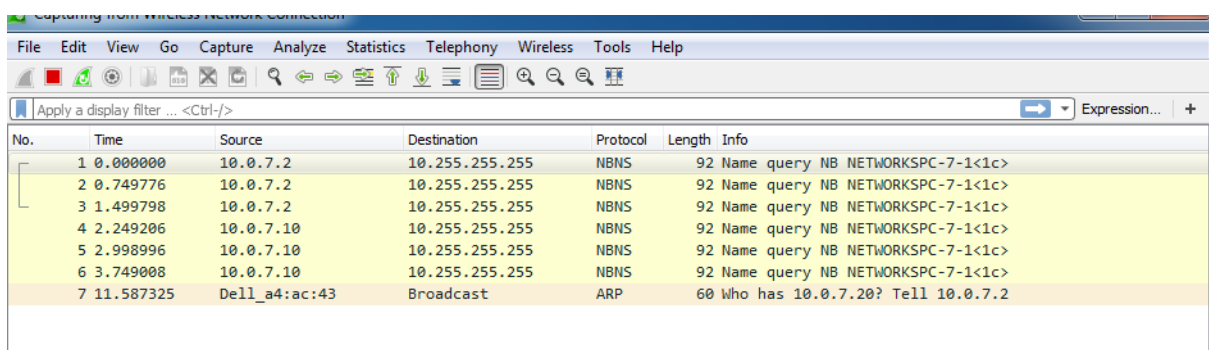 Capturing from Wireless Network Connection
File Edit View Go Capture Analyze Statistics Telephony Wireless Tools Help
Apply a display filter ... <Ctrl-/> Expression... +
No. Time Source Destination Protocol Length Info
1 0.000000 10.0.7.2 10.255.255.255 NBNS 92 Name query NB NETWORKSPC-7-1<1c>
2 0.749776 10.0.7.2 10.255.255.255 NBNS 92 Name query NB NETWORKSPC-7-1<1c>
3 1.499798 10.0.7.2 10.255.255.255 NBNS 92 Name query NB NETWORKSPC-7-1<1c>
4 2.249206 10.0.7.10 10.255.255.255 NBNS 92 Name query NB NETWORKSPC-7-1<1c>
5 2.998996 10.0.7.10 10.255.255.255 NBNS 92 Name query NB NETWORKSPC-7-1<1c>
6 3.749008 10.0.7.10 10.255.255.255 NBNS 92 Name query NB NETWORKSPC-7-1<1c>
7 11.587325 Dell_a4:ac:43 Broadcast ARP 60 Who has 10.0.7.20? Tell 10.0.7.2